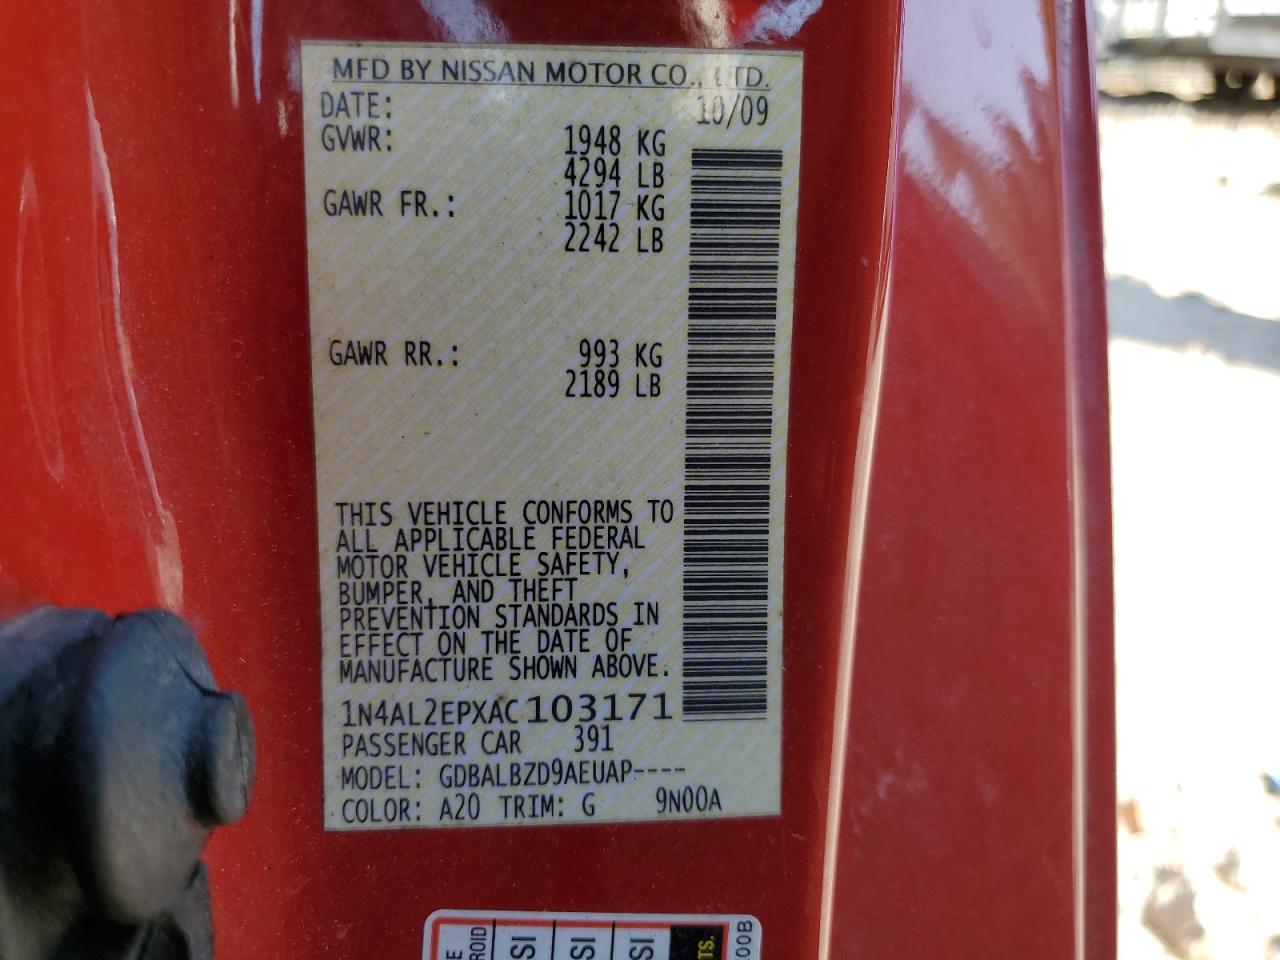 MFD BY NISSAN MOTOR CO., LTD.
DATE: 10/09
GVWR: 1948 KG
4294 LB
GAWR FR.: 1017 KG
2242 LB
GAWR RR.: 993 KG
2189 LB
THIS VEHICLE CONFORMS TO
ALL APPLICABLE FEDERAL
MOTOR VEHICLE SAFETY,
BUMPER, AND THEFT
PREVENTION STANDARDS IN
EFFECT ON THE DATE OF
MANUFACTURE SHOWN ABOVE.
1N4AL2EPXAC103171
PASSENGER CAR 391
MODEL: GDBALBZD9AEUAP----
COLOR: A20 TRIM: G 9N00A